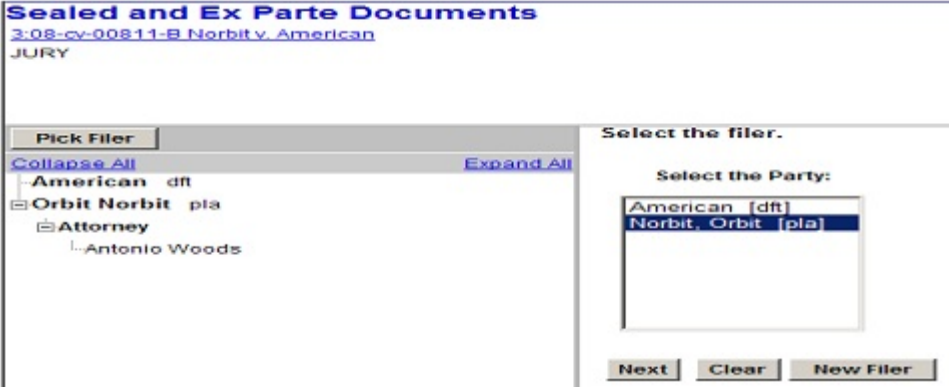 Sealed and Ex Parte Documents
3:08-cv-00811-B Norbit v. American
JURY
Pick Filer
Collapse All Expand All
American dft
Orbit Norbit pla
Attorney
Antonio Woods
Select the filer.
Select the Party:
American [dft]
Norbit, Orbit [pla]
Next Clear New Filer